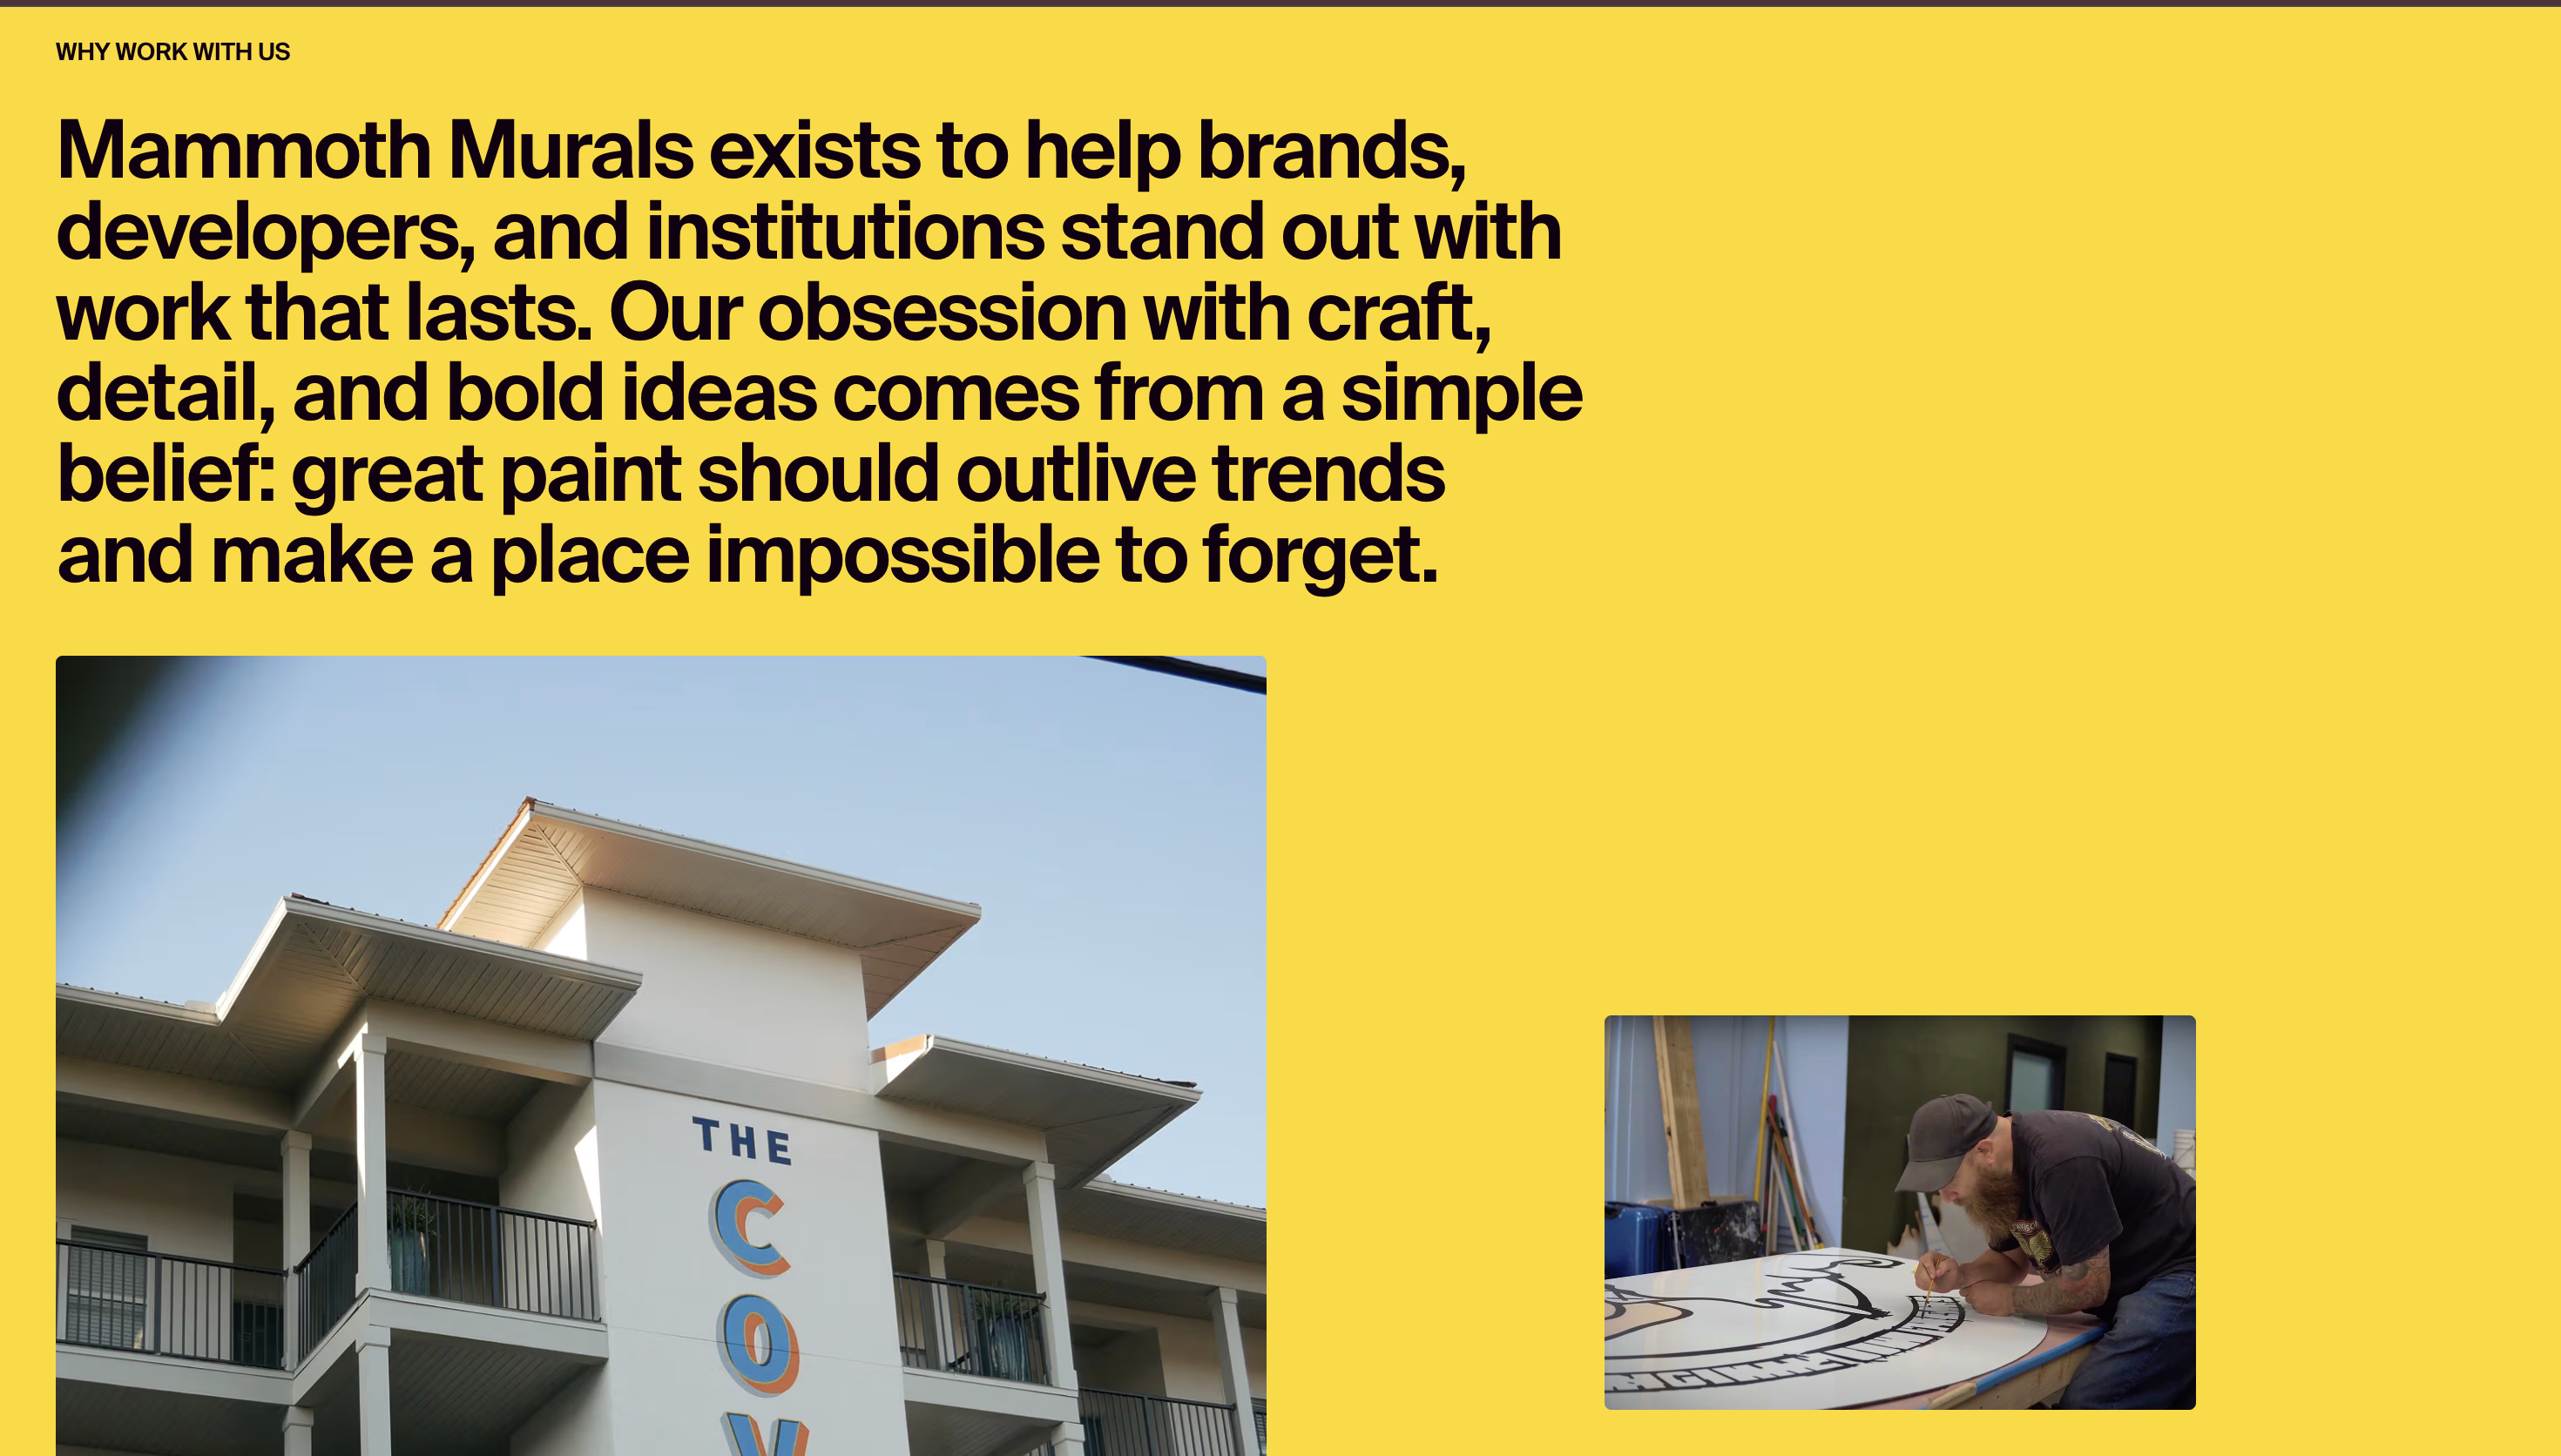 WHY WORK WITH US
Mammoth Murals exists to help brands,
developers, and institutions stand out with
work that lasts. Our obsession with craft,
detail, and bold ideas comes from a simple
belief: great paint should outlive trends
and make a place impossible to forget.
THE
C
O
V